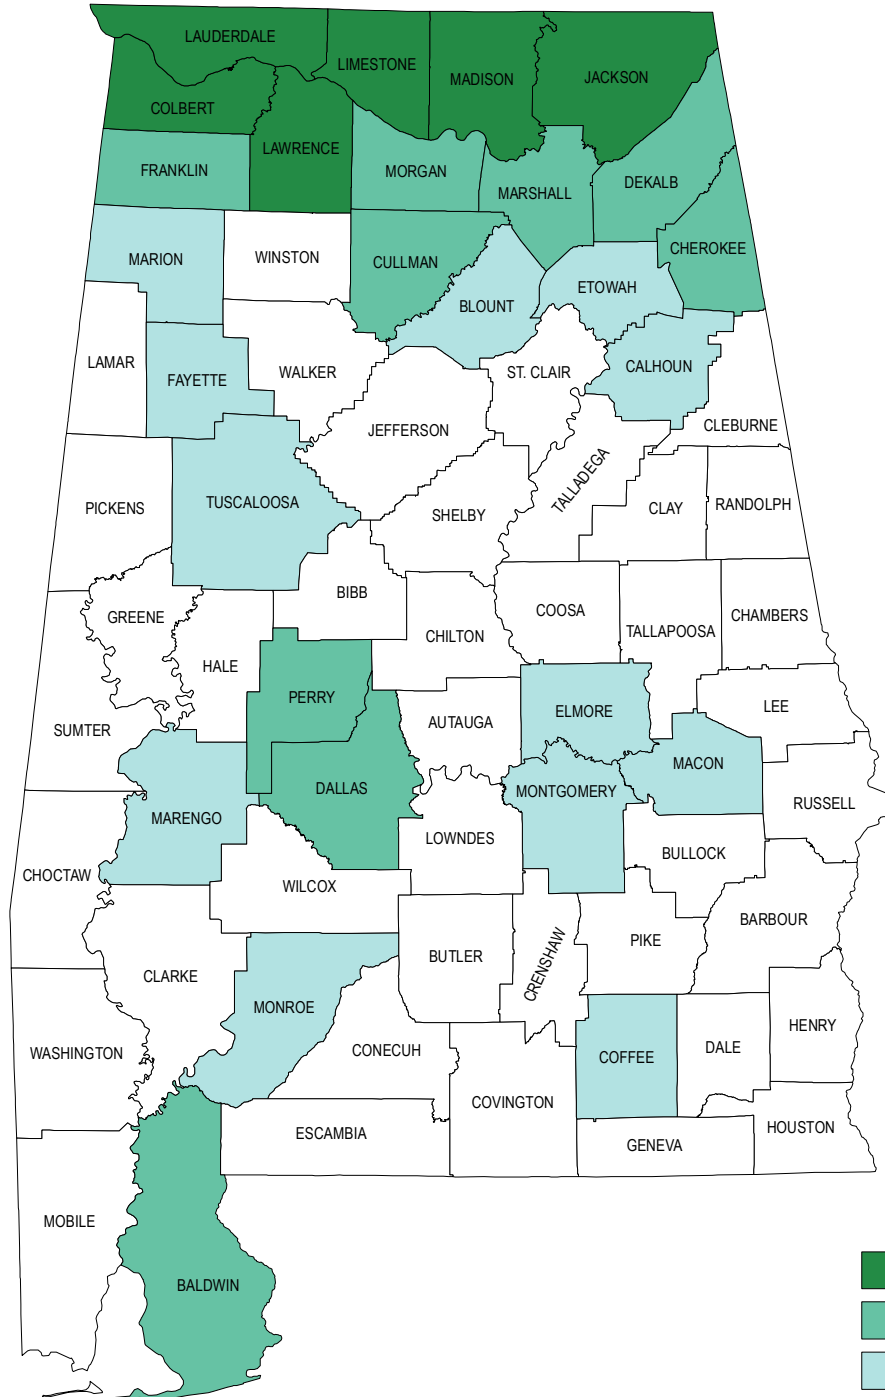 LAUDERDALE
LIMESTONE
MADISON
JACKSON
COLBERT
LAWRENCE
FRANKLIN
MORGAN
MARSHALL
DEKALB
CHEROKEE
MARION
WINSTON
CULLMAN
BLOUNT
ETOWAH
LAMAR
FAYETTE
WALKER
ST. CLAIR
CALHOUN
JEFFERSON
CLEBURNE
TALLADEGA
PICKENS
TUSCALOOSA
SHELBY
CLAY
RANDOLPH
GREENE
BIBB
COOSA
CHAMBERS
HALE
CHILTON
TALLAPOOSA
PERRY
ELMORE
LEE
SUMTER
AUTAUGA
MACON
DALLAS
MONTGOMERY
RUSSELL
MARENGO
LOWNDES
BULLOCK
CHOCTAW
WILCOX
BARBOUR
CLARKE
BUTLER
CRENSHAW
PIKE
MONROE
HENRY
WASHINGTON
CONECUH
COFFEE
DALE
COVINGTON
ESCAMBIA
GENEVA
HOUSTON
MOBILE
BALDWIN